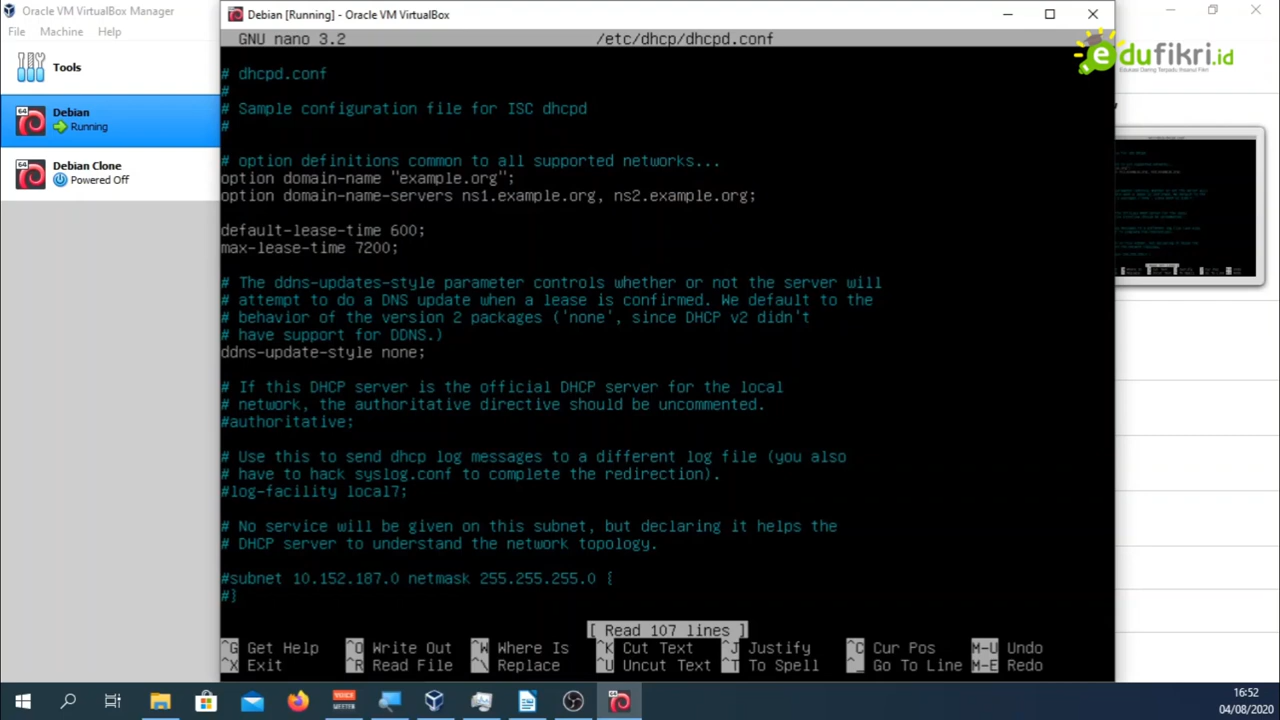 Oracle VM VirtualBox Manager
File Machine Help
Tools
Debian
Running
Debian Clone
Powered Off
Debian [Running] - Oracle VM VirtualBox
GNU nano 3.2 /etc/dhcp/dhcpd.conf
# dhcpd.conf
#
# Sample configuration file for ISC dhcpd
#
# option definitions common to all supported networks...
option domain-name "example.org";
option domain-name-servers ns1.example.org, ns2.example.org;
default-lease-time 600;
max-lease-time 7200;
# The ddns-updates-style parameter controls whether or not the server will
# attempt to do a DNS update when a lease is confirmed. We default to the
# behavior of the version 2 packages ('none', since DHCP v2 didn't
# have support for DDNS.)
ddns-update-style none;
# If this DHCP server is the official DHCP server for the local
# network, the authoritative directive should be uncommented.
#authoritative;
# Use this to send dhcp log messages to a different log file (you also
# have to hack syslog.conf to complete the redirection).
#log-facility local7;
# No service will be given on this subnet, but declaring it helps the
# DHCP server to understand the network topology.
#subnet 10.152.187.0 netmask 255.255.255.0 {
#}
[ Read 107 lines ]
^G Get Help ^O Write Out ^W Where Is ^K Cut Text ^J Justify ^C Cur Pos M-U Undo
^X Exit ^R Read File ^\ Replace ^U Uncut Text ^T To Spell ^_ Go To Line M-E Redo
edufikri.id
Edukasi Daring Terpadu Insanul Fikri
VOICE
MEETER
16:52
04/08/2020